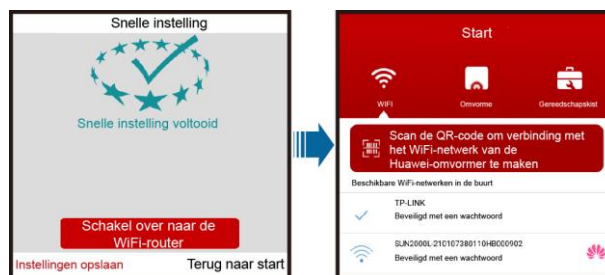 Snelle instelling
Snelle instelling voltooid
Schakel over naar de
WiFi-router
Instellingen opslaan
Terug naar start
Start
WIFI
Omvorme
Gereedschapskist
Scan de QR-code om verbinding met
het WiFi-netwerk van de
Huawei-omvormer te maken
Beschikbare WiFi-netwerken in de buurt
TP-LINK
Beveiligd met een wachtwoord
SUN2000L-210107380110HB000902
Beveiligd met een wachtwoord